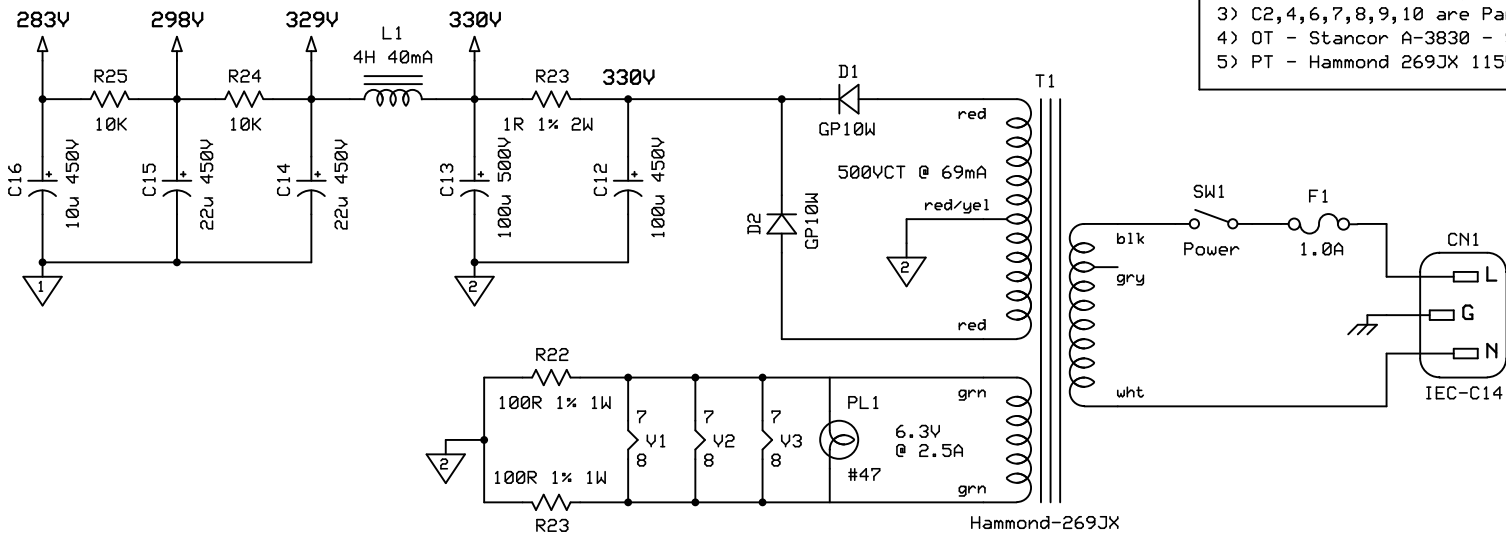 3) C2,4,6,7,8,9,10 are Pa
4) OT - Stancor A-3830 -
5) PT - Hammond 269JX 115
283V
298V
329V
330V
L1
4H 40mA
R25
10K
R24
10K
R23
1R 1% 2W
330V
D1
GP10W
T1
red
C16
10u 450V
C15
22u 450V
C14
22u 450V
C13
100u 500V
C12
100u 450V
D2
GP10W
500VCT @ 69mA
red/yel
red
1
2
2
SW1
Power
F1
1.0A
blk
gry
wht
CN1
L
G
N
IEC-C14
R22
100R 1% 1W
100R 1% 1W
R23
2
7
V1
8
7
V2
8
7
V3
8
PL1
#47
grn
6.3V
@ 2.5A
grn
Hammond-269JX